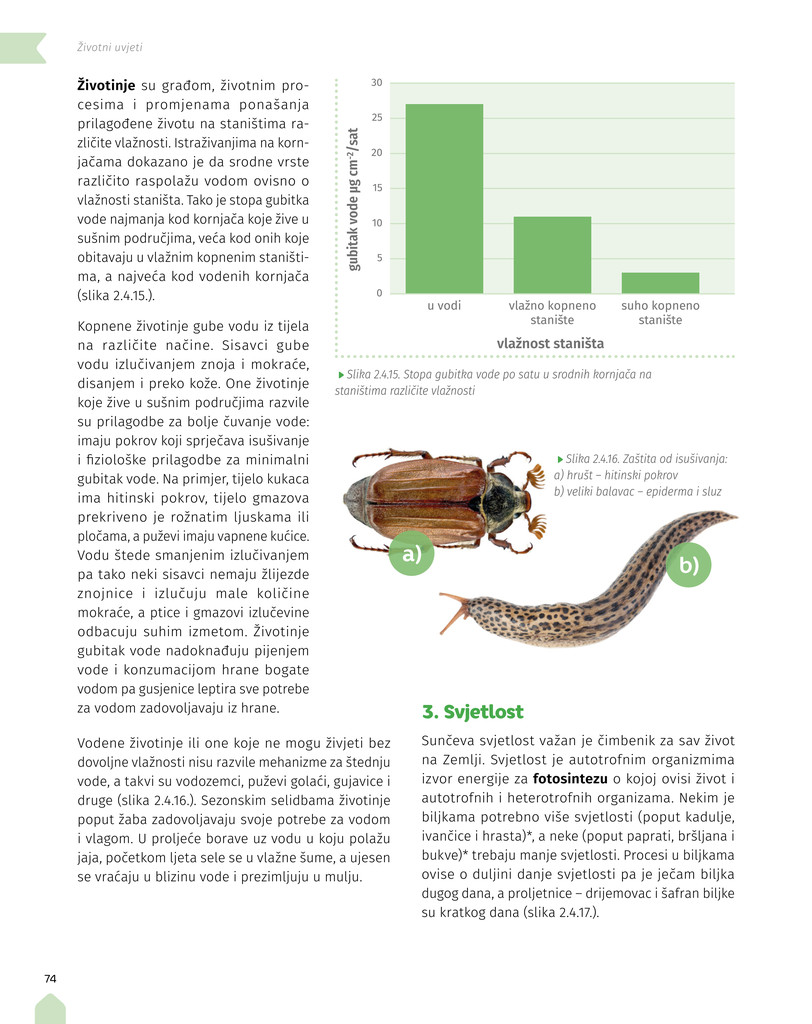 Životni uvjeti
Životinje su građom, životnim pro-
cesima i promjenama ponašanja
prilagođene životu na staništima ra-
zličite vlažnosti. Istraživanjima na korn-
jačama dokazano je da srodne vrste
različito raspolažu vodom ovisno o
vlažnosti staništa. Tako je stopa gubitka
vode najmanja kod kornjača koje žive u
sušnim područjima, veća kod onih koje
obitavaju u vlažnim kopnenim staništi-
ma, a najveća kod vodenih kornjača
(slika 2.4.15.).
Kopnene životinje gube vodu iz tijela
na različite načine. Sisavci gube
vodu izlučivanjem znoja i mokraće,
disanjem i preko kože. One životinje
koje žive u sušnim područjima razvile
su prilagodbe za bolje čuvanje vode:
imaju pokrov koji sprječava isušivanje
i fiziološke prilagodbe za minimalni
gubitak vode. Na primjer, tijelo kukaca
ima hitinski pokrov, tijelo gmazova
prekriveno je rožnatim ljuskama ili
pločama, a puževi imaju vapnene kućice.
Vodu štede smanjenim izlučivanjem
pa tako neki sisavci nemaju žlijezde
znojnice i izlučuju male količine
mokraće, a ptice i gmazovi izlučevine
odbacuju suhim izmetom. Životinje
gubitak vode nadoknađuju pijenjem
vode i konzumacijom hrane bogate
vodom pa gusjenice leptira sve potrebe
za vodom zadovoljavaju iz hrane.
Vodene životinje ili one koje ne mogu živjeti bez
dovoljne vlažnosti nisu razvile mehanizme za štednju
vode, a takvi su vodozemci, puževi golaći, gujavice i
druge (slika 2.4.16.). Sezonskim selidbama životinje
poput žaba zadovoljavaju svoje potrebe za vodom
i vlagom. U proljeće borave uz vodu u koju polažu
jaja, početkom ljeta sele se u vlažne šume, a ujesen
se vraćaju u blizinu vode i prezimljuju u mulju.
gubitak vode µg cm⁻²/sat
30
25
20
15
10
5
0
u vodi
vlažno kopneno
stanište
suho kopneno
stanište
vlažnost staništa
Slika 2.4.15. Stopa gubitka vode po satu u srodnih kornjača na
staništima različite vlažnosti
Slika 2.4.16. Zaštita od isušivanja:
a) hrušt – hitinski pokrov
b) veliki balavac – epiderma i sluz
a)
b)
3. Svjetlost
Sunčeva svjetlost važan je čimbenik za sav život
na Zemlji. Svjetlost je autotrofnim organizmima
izvor energije za fotosintezu o kojoj ovisi život i
autotrofnih i heterotrofnih organizama. Nekim je
biljkama potrebno više svjetlosti (poput kadulje,
ivančice i hrasta)*, a neke (poput paprati, bršljana i
bukve)* trebaju manje svjetlosti. Procesi u biljkama
ovise o duljini danje svjetlosti pa je ječam biljka
dugog dana, a proljetnice – drijemovac i šafran biljke
su kratkog dana (slika 2.4.17.).
74